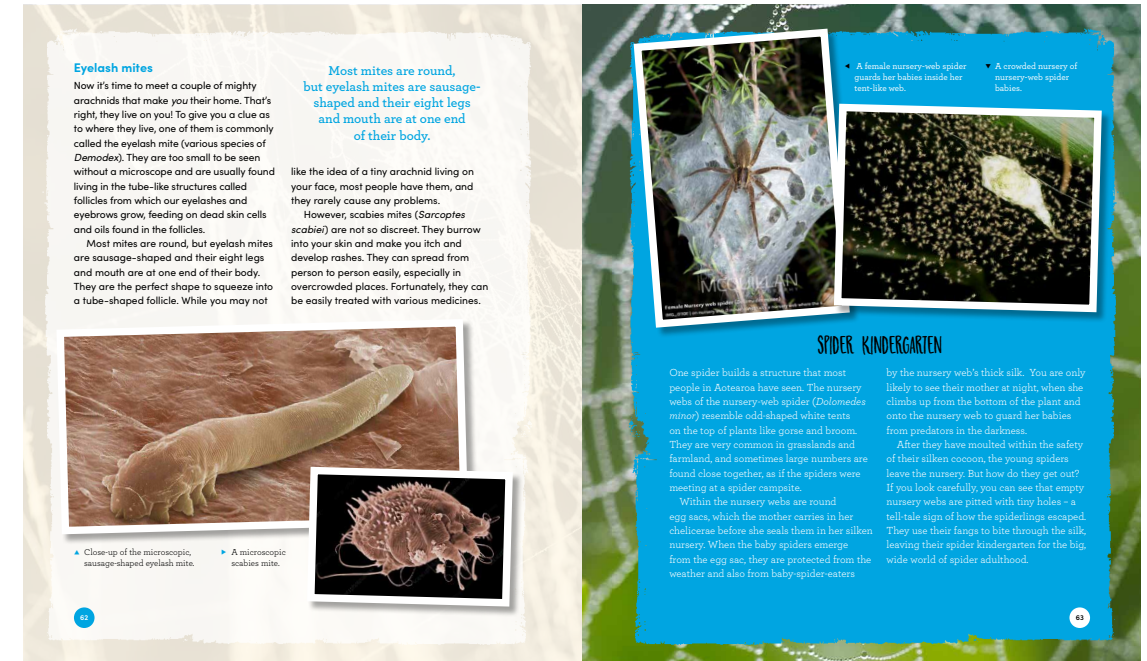 Eyelash mites
Now it's time to meet a couple of mighty
arachnids that make you their home. That's
right, they live on you! To give you a clue as
to where they live, one of them is commonly
called the eyelash mite (various species of
Demodex). They are too small to be seen
without a microscope and are usually found
living in the tube-like structures called
follicles from which our eyelashes and
eyebrows grow, feeding on dead skin cells
and oils found in the follicles.
Most mites are round, but eyelash mites
are sausage-shaped and their eight legs
and mouth are at one end of their body.
They are the perfect shape to squeeze into
a tube-shaped follicle. While you may not
Most mites are round,
but eyelash mites are sausage-
shaped and their eight legs
and mouth are at one end
of their body.
like the idea of a tiny arachnid living on
your face, most people have them, and
they rarely cause any problems.
However, scabies mites (Sarcoptes
scabiei) are not so discreet. They burrow
into your skin and make you itch and
develop rashes. They can spread from
person to person easily, especially in
overcrowded places. Fortunately, they can
be easily treated with various medicines.
Close-up of the microscopic,
sausage-shaped eyelash mite.
A microscopic
scabies mite.
62
A female nursery-web spider
guards her babies inside her
tent-like web.
A crowded nursery of
nursery-web spider
babies.
MCQUILLAN
Female Nursery web spider
SPIDER KINDERGARTEN
One spider builds a structure that most
people in Aotearoa have seen. The nursery
webs of the nursery-web spider (Dolomedes
minor) resemble odd-shaped white tents
on the top of plants like gorse and broom.
They are very common in grasslands and
farmland, and sometimes large numbers are
found close together, as if the spiders were
meeting at a spider campsite.
Within the nursery webs are round
egg sacs, which the mother carries in her
chelicerae before she seals them in her silken
nursery. When the baby spiders emerge
from the egg sac, they are protected from the
weather and also from baby-spider-eaters
by the nursery web's thick silk. You are only
likely to see their mother at night, when she
climbs up from the bottom of the plant and
onto the nursery web to guard her babies
from predators in the darkness.
After they have moulted within the safety
of their silken cocoon, the young spiders
leave the nursery. But how do they get out?
If you look carefully, you can see that empty
nursery webs are pitted with tiny holes – a
tell-tale sign of how the spiderlings escaped.
They use their fangs to bite through the silk,
leaving their spider kindergarten for the big,
wide world of spider adulthood.
63